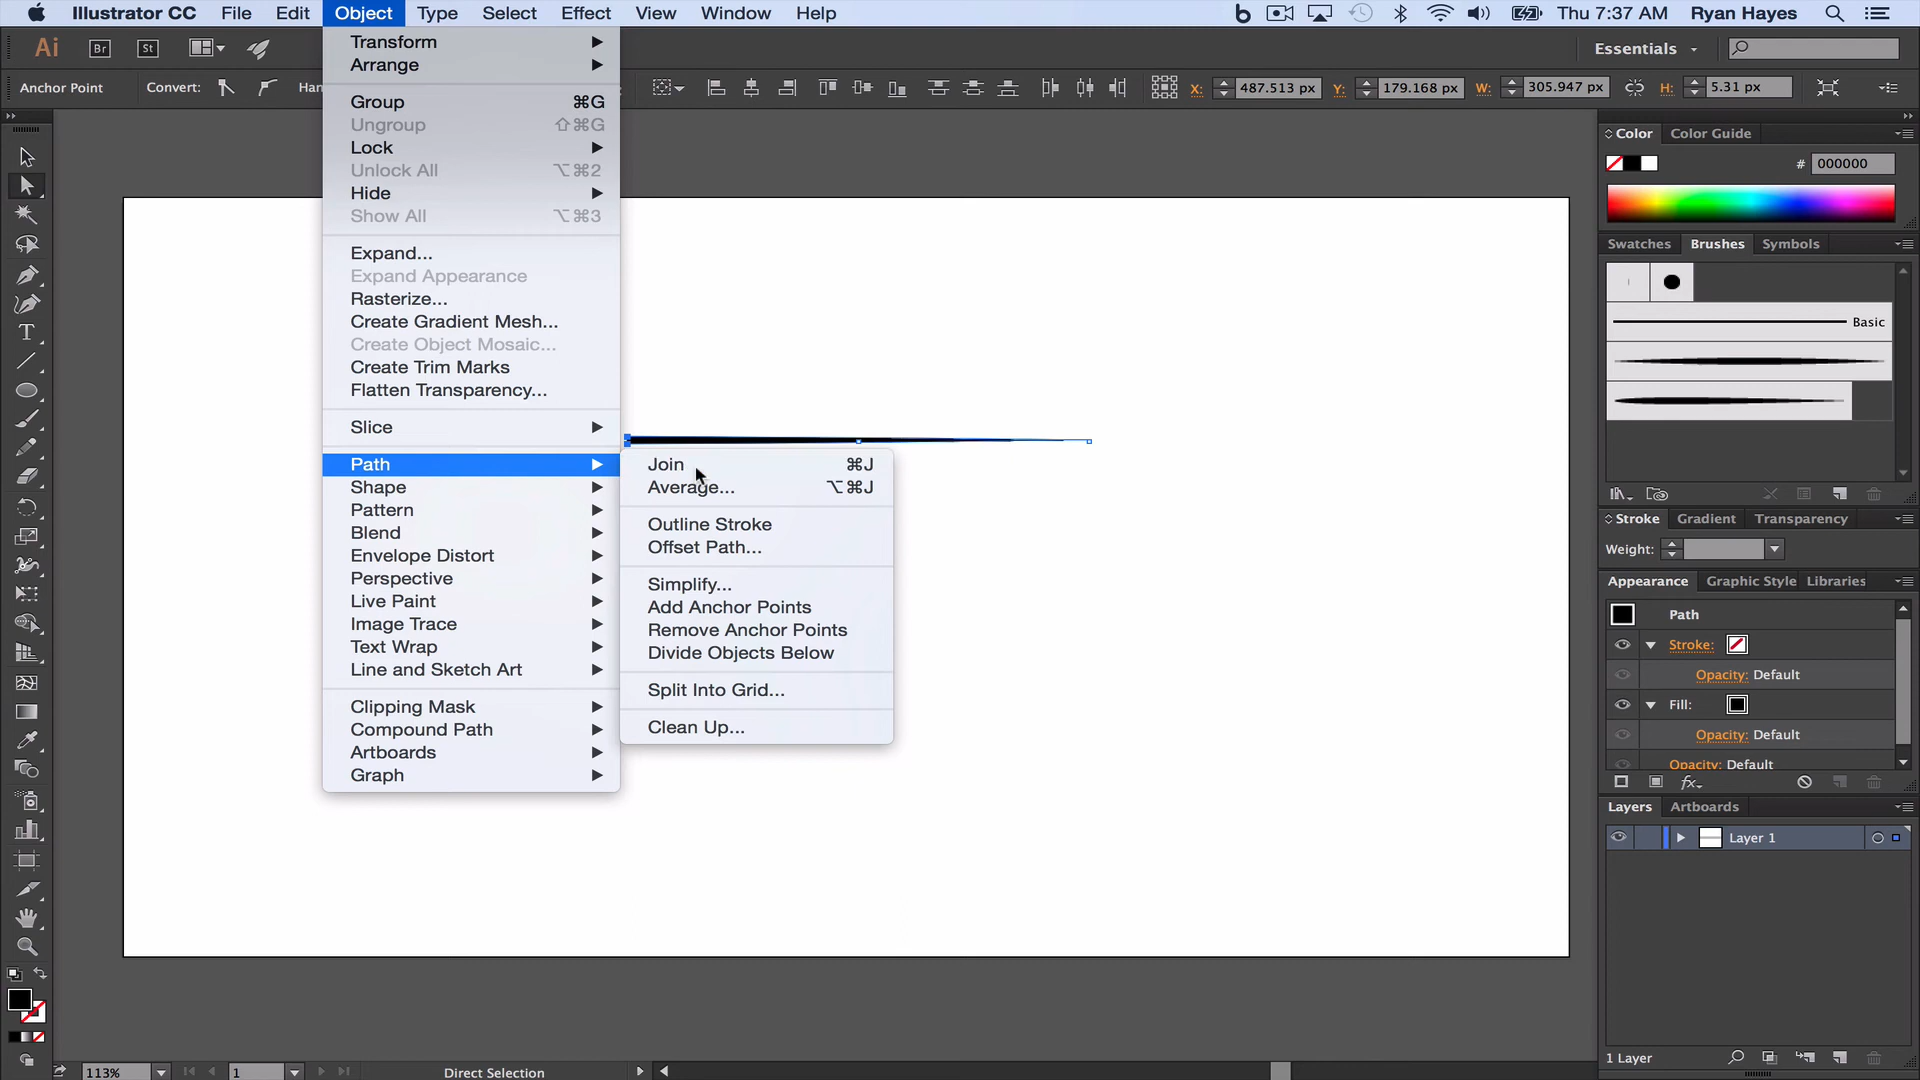 Illustrator CC File Edit Object Type Select Effect View Window Help Thu 7:37 AM Ryan Hayes
Ai Br St Essentials
Anchor Point Convert: Han X: 487.513 px Y: 179.168 px W: 305.947 px H: 5.31 px
Transform
Arrange
Group ⌘G
Ungroup ⇧⌘G
Lock
Unlock All ⌥⌘2
Hide
Show All ⌥⌘3
Expand...
Expand Appearance
Rasterize...
Create Gradient Mesh...
Create Object Mosaic...
Create Trim Marks
Flatten Transparency...
Slice
Path
Shape
Pattern
Blend
Envelope Distort
Perspective
Live Paint
Image Trace
Text Wrap
Line and Sketch Art
Clipping Mask
Compound Path
Artboards
Graph
Join ⌘J
Average... ⌥⌘J
Outline Stroke
Offset Path...
Simplify...
Add Anchor Points
Remove Anchor Points
Divide Objects Below
Split Into Grid...
Clean Up...
Color Color Guide
# 000000
Swatches Brushes Symbols
Basic
Stroke Gradient Transparency
Weight:
Appearance Graphic Style Libraries
Path
Stroke:
Opacity: Default
Fill:
Opacity: Default
Opacity: Default
fx
Layers Artboards
Layer 1
1 Layer
113% 1 Direct Selection